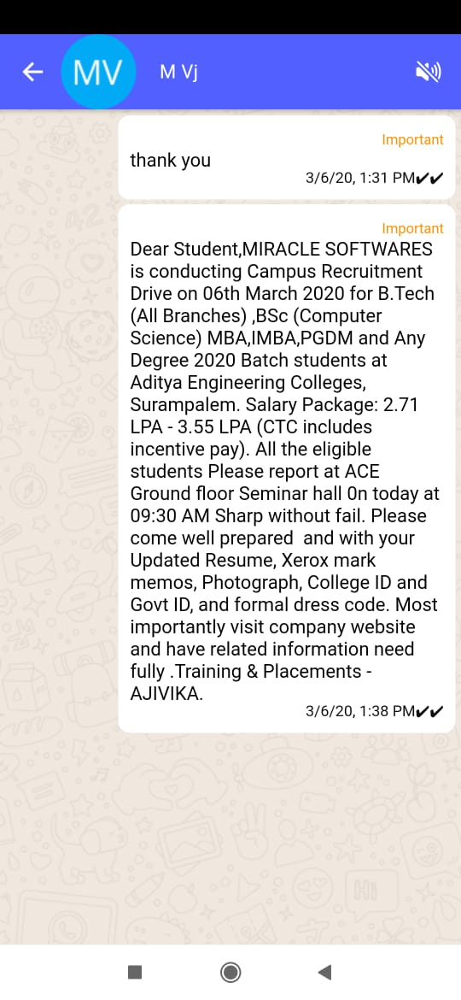 MV
M Vj
Important
thank you
3/6/20, 1:31 PM✔✔
Important
Dear Student,MIRACLE SOFTWARES
is conducting Campus Recruitment
Drive on 06th March 2020 for B.Tech
(All Branches) ,BSc (Computer
Science) MBA,IMBA,PGDM and Any
Degree 2020 Batch students at
Aditya Engineering Colleges,
Surampalem. Salary Package: 2.71
LPA - 3.55 LPA (CTC includes
incentive pay). All the eligible
students Please report at ACE
Ground floor Seminar hall 0n today at
09:30 AM Sharp without fail. Please
come well prepared  and with your
Updated Resume, Xerox mark
memos, Photograph, College ID and
Govt ID, and formal dress code. Most
importantly visit company website
and have related information need
fully .Training & Placements -
AJIVIKA.
3/6/20, 1:38 PM✔✔
Hi